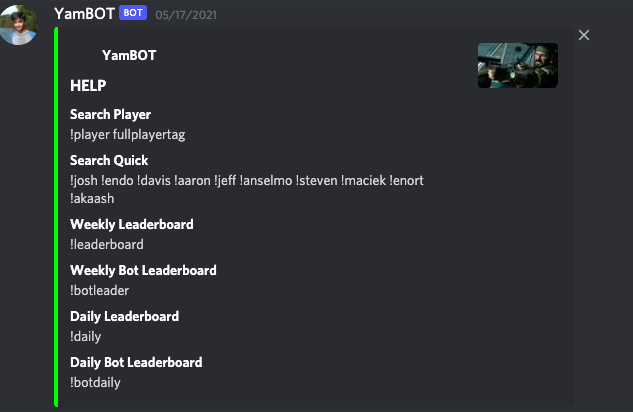 YamBOT BOT 05/17/2021
YamBOT
HELP
Search Player
!player fullplayertag
Search Quick
!josh !endo !davis !aaron !jeff !anselmo !steven !maciek !enort
!akaash
Weekly Leaderboard
!leaderboard
Weekly Bot Leaderboard
!botleader
Daily Leaderboard
!daily
Daily Bot Leaderboard
!botdaily